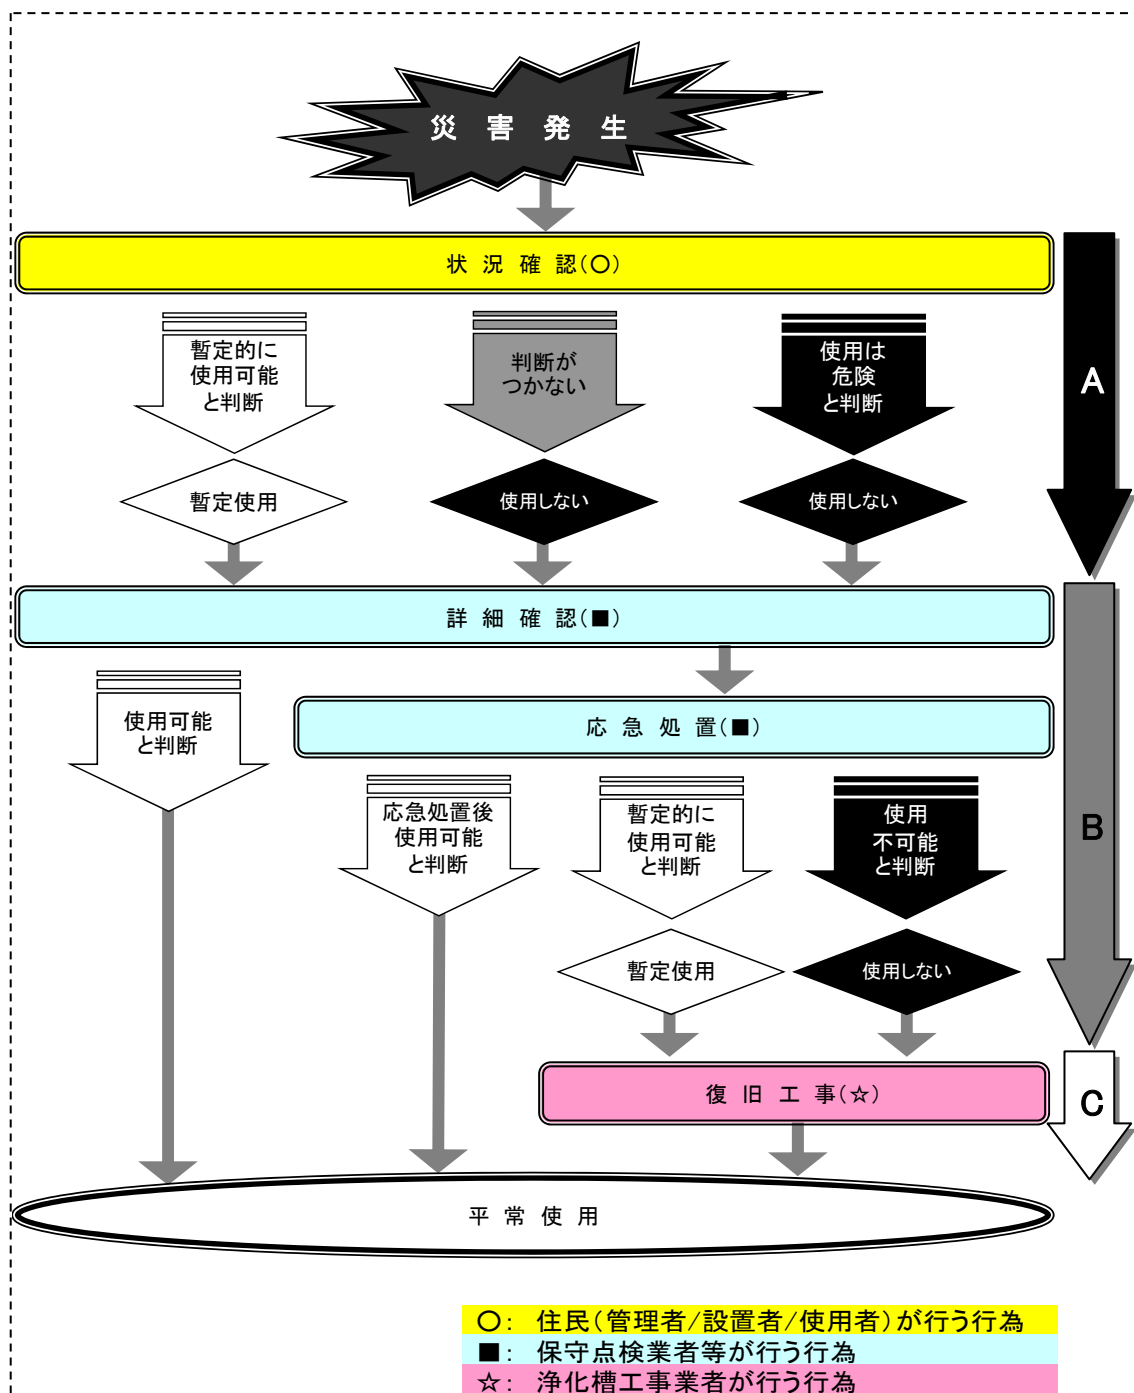 災 害 発 生
状 況 確 認(〇)
暫定的に
使用可能
と判断
判断が
つかない
使用は
危険
と判断
A
暫定使用
使用しない
使用しない
詳 細 確 認(■)
使用可能
と判断
応 急 処 置(■)
応急処置後
使用可能
と判断
暫定的に
使用可能
と判断
使用
不可能
と判断
B
暫定使用
使用しない
復 旧 工 事(☆)
C
平 常 使 用
〇: 住民(管理者/設置者/使用者)が行う行為
■: 保守点検業者等が行う行為
☆: 浄化槽工事業者が行う行為